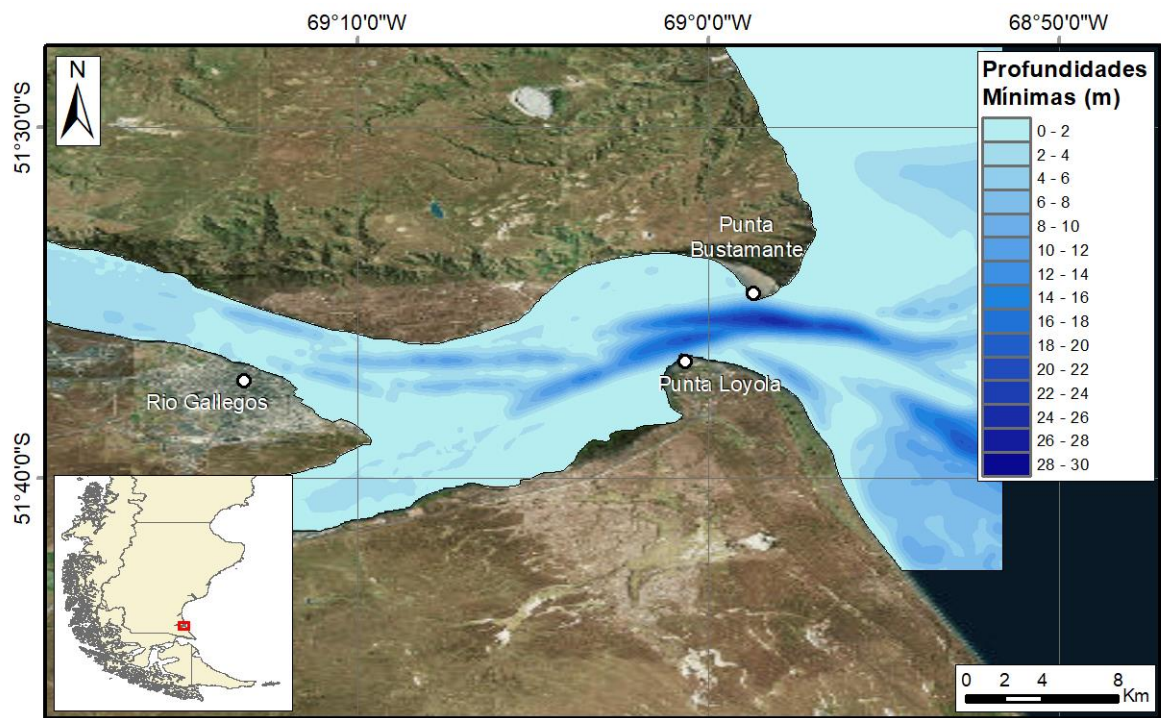 69°10'0"W
69°0'0"W
68°50'0"W
N
51°30'0"S
51°40'0"S
Profundidades
Mínimas (m)
0 - 2
2 - 4
4 - 6
6 - 8
8 - 10
10 - 12
12 - 14
14 - 16
16 - 18
18 - 20
20 - 22
22 - 24
24 - 26
26 - 28
28 - 30
Punta
Bustamante
Punta Loyola
Rio Gallegos
0 2 4 8
Km